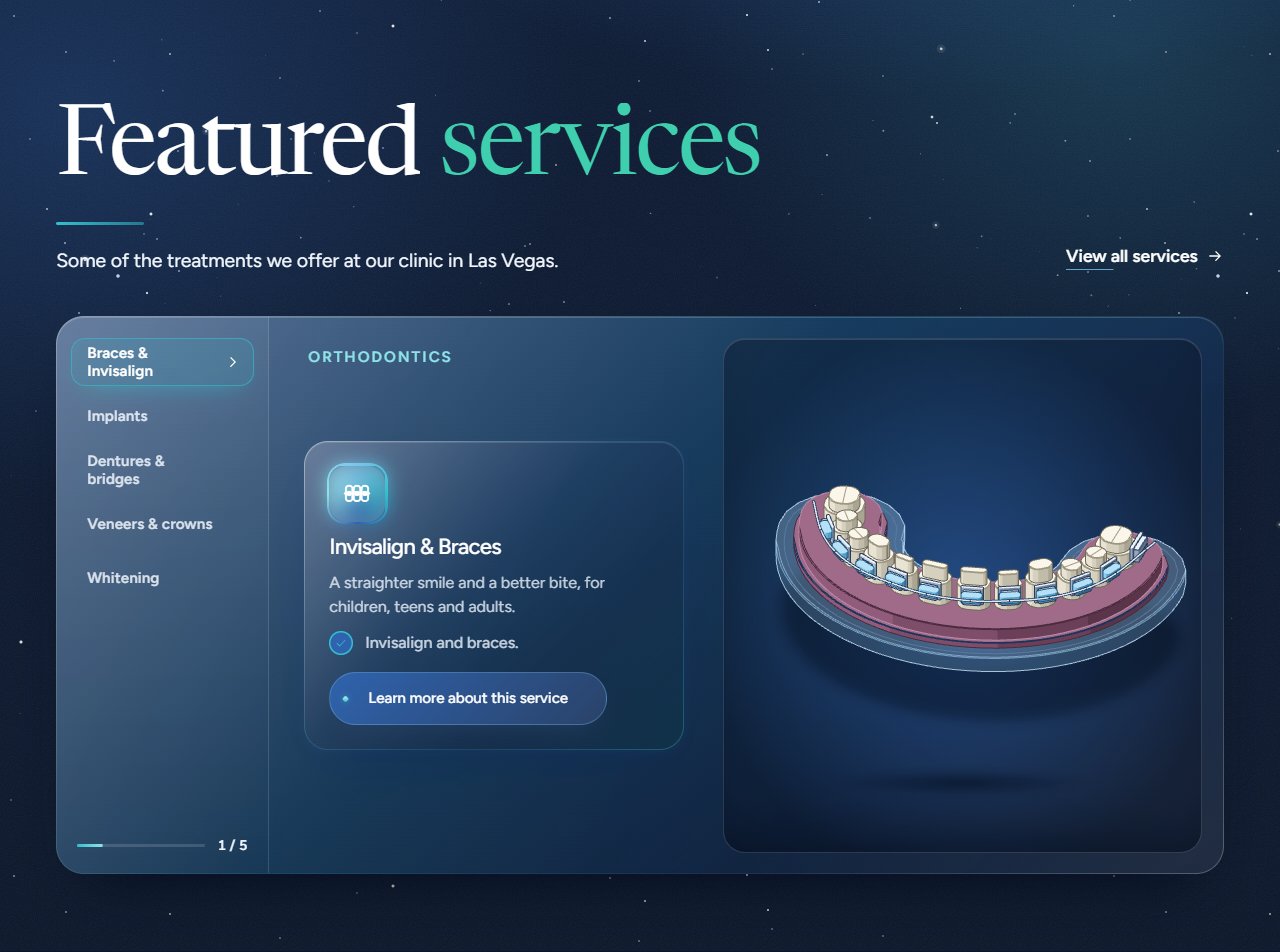 Featured services
Some of the treatments we offer at our clinic in Las Vegas.
View all services →
Braces &
Invisalign
Implants
Dentures &
bridges
Veneers & crowns
Whitening
1 / 5
ORTHODONTICS
Invisalign & Braces
A straighter smile and a better bite, for
children, teens and adults.
Invisalign and braces.
Learn more about this service